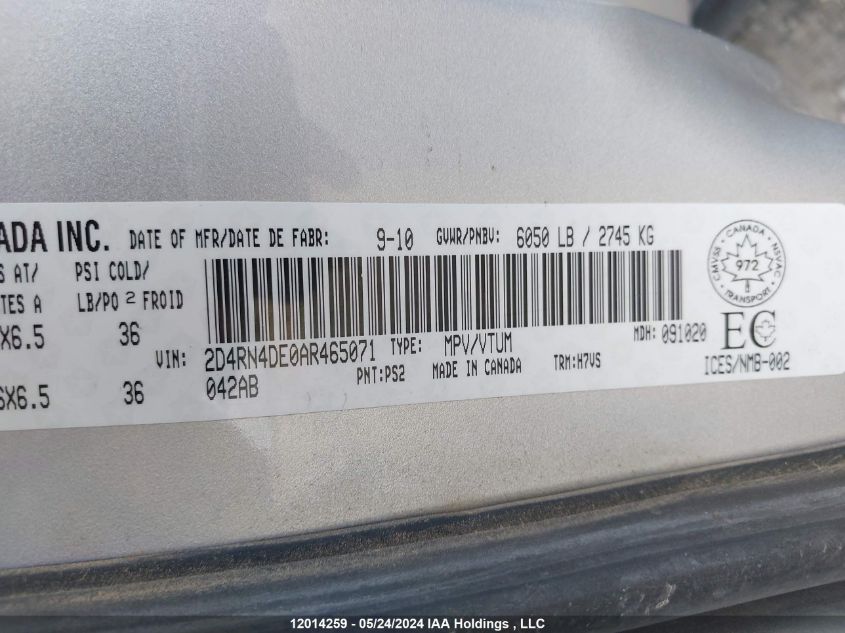 ADA INC. DATE OF MFR/DATE DE FABR: 9-10 GVWR/PNBV: 6050 LB / 2745 KG
S AT/ PSI COLD/
TES A LB/PO 2 FROID
X6.5 36
VIN: 2D4RN4DE0AR465071 TYPE: MPV/VTUM MDH: 091020
X6.5 36 042AB PNT:PS2 MADE IN CANADA TRM:H7VS
CANADA
CMVSS NSVAC
972
TRANSPORT
EC
ICES/NMB-002
12014259 - 05/24/2024 IAA Holdings , LLC